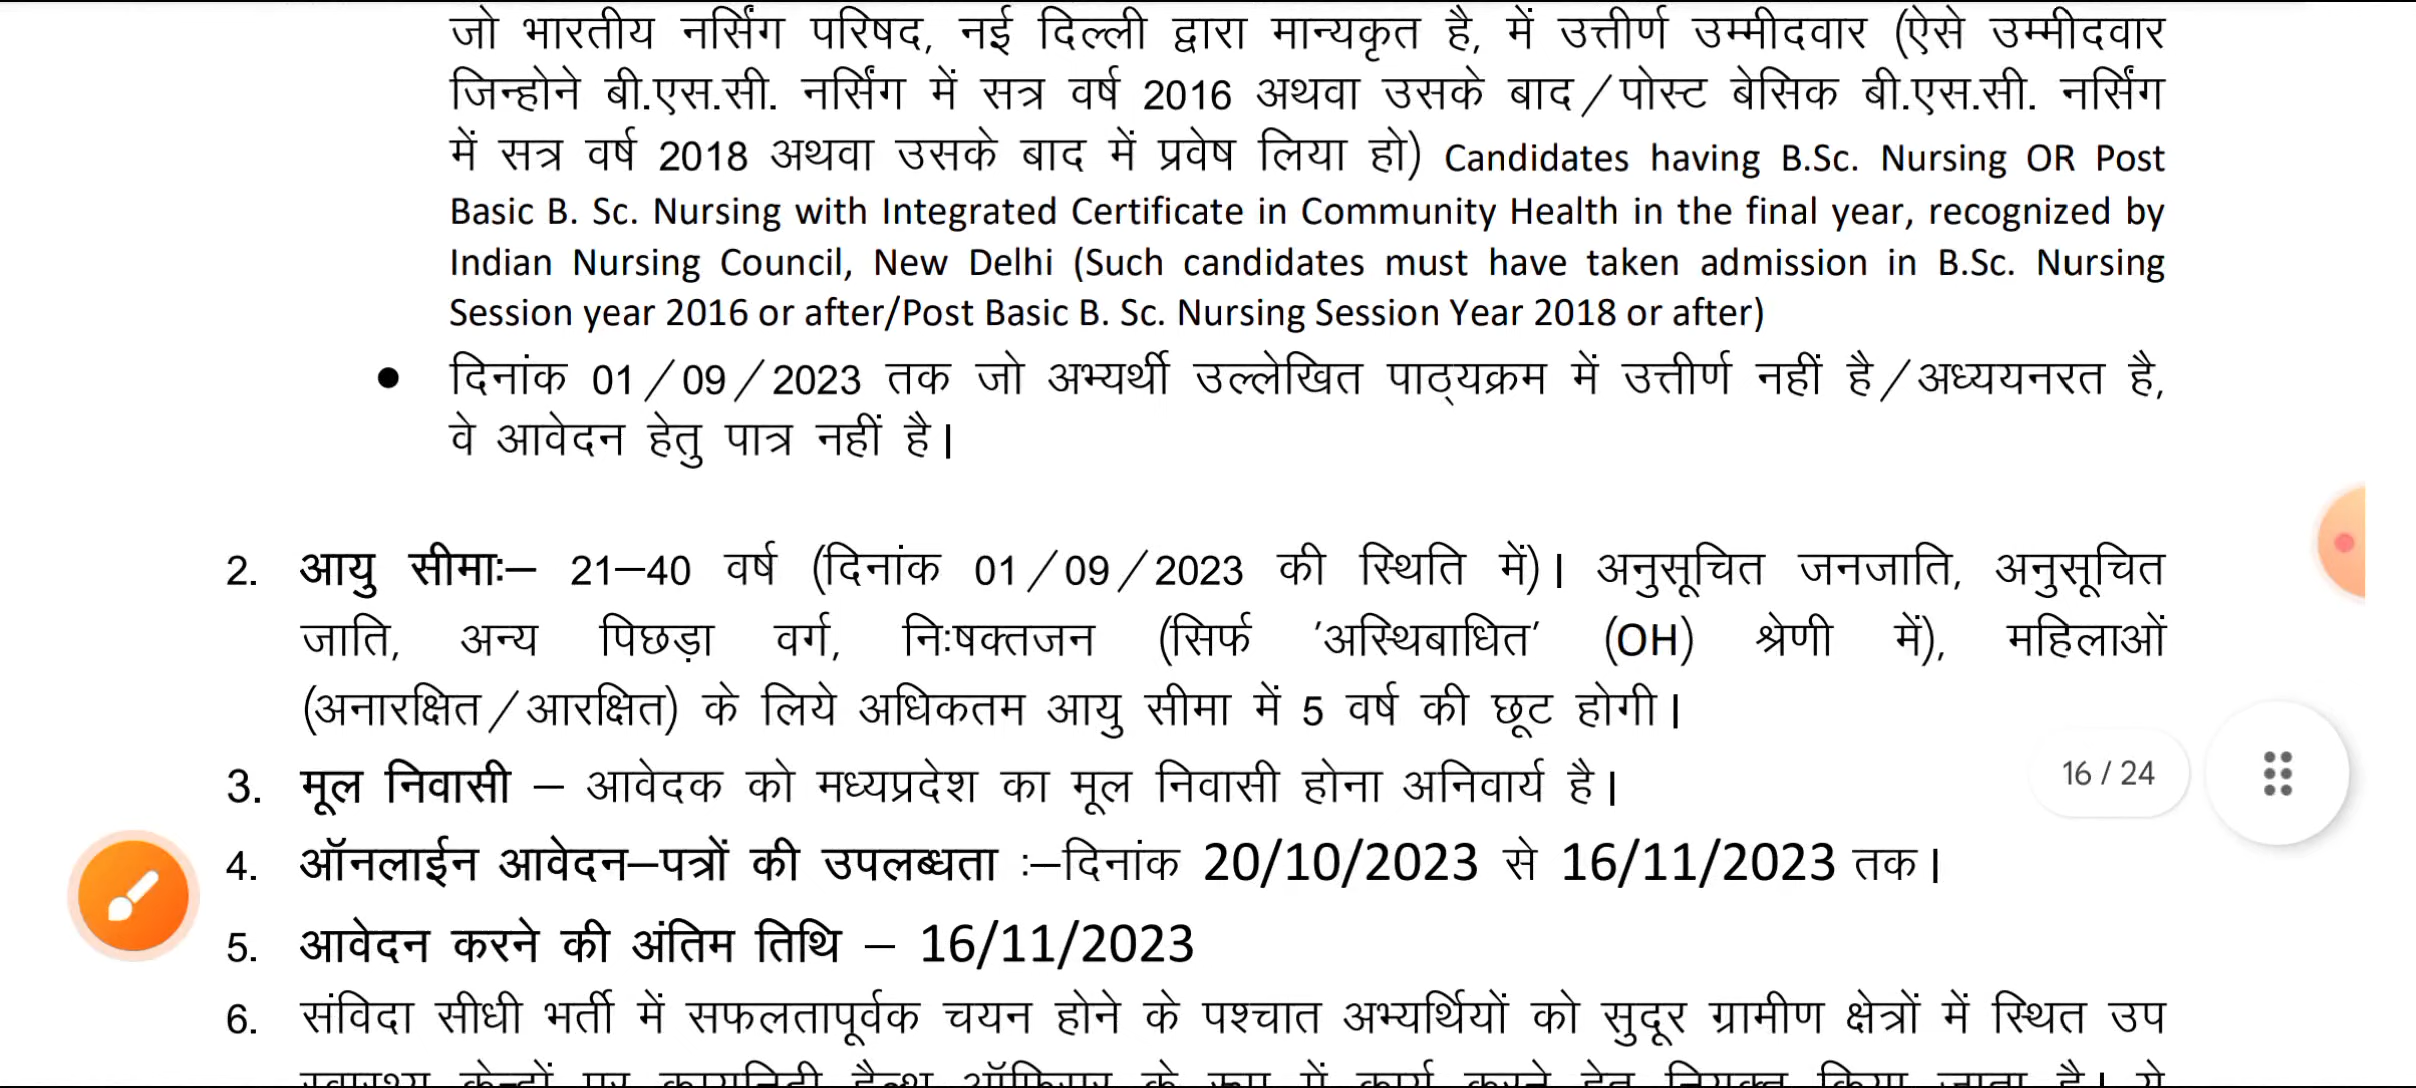 जो भारतीय नर्सिंग परिषद, नई दिल्ली द्वारा मान्यकृत है, में उत्तीर्ण उम्मीदवार (ऐसे उम्मीदवार
जिन्होने बी.एस.सी. नर्सिंग में सत्र वर्ष 2016 अथवा उसके बाद/पोस्ट बेसिक बी.एस.सी. नर्सिंग
में सत्र वर्ष 2018 अथवा उसके बाद में प्रवेष लिया हो) Candidates having B.Sc. Nursing OR Post
Basic B. Sc. Nursing with Integrated Certificate in Community Health in the final year, recognized by
Indian Nursing Council, New Delhi (Such candidates must have taken admission in B.Sc. Nursing
Session year 2016 or after/Post Basic B. Sc. Nursing Session Year 2018 or after)
• दिनांक 01/09/2023 तक जो अभ्यर्थी उल्लेखित पाठ्यक्रम में उत्तीर्ण नहीं है/अध्ययनरत है,
वे आवेदन हेतु पात्र नहीं है।
2. आयु सीमाः– 21–40 वर्ष (दिनांक 01/09/2023 की स्थिति में)। अनुसूचित जनजाति, अनुसूचित
जाति, अन्य पिछड़ा वर्ग, निःषक्तजन (सिर्फ 'अस्थिबाधित' (OH) श्रेणी में), महिलाओं
(अनारक्षित/आरक्षित) के लिये अधिकतम आयु सीमा में 5 वर्ष की छूट होगी।
3. मूल निवासी – आवेदक को मध्यप्रदेश का मूल निवासी होना अनिवार्य है।
16 / 24
4. ऑनलाईन आवेदन–पत्रों की उपलब्धता :–दिनांक 20/10/2023 से 16/11/2023 तक।
5. आवेदन करने की अंतिम तिथि – 16/11/2023
6. संविदा सीधी भर्ती में सफलतापूर्वक चयन होने के पश्चात अभ्यर्थियों को सुदूर ग्रामीण क्षेत्रों में स्थित उप
स्वास्थ्य केन्द्रों पर कम्युनिटी हैल्थ ऑफिसर के रूप में कार्य करने हेतु नियुक्त किया जाता है। ये